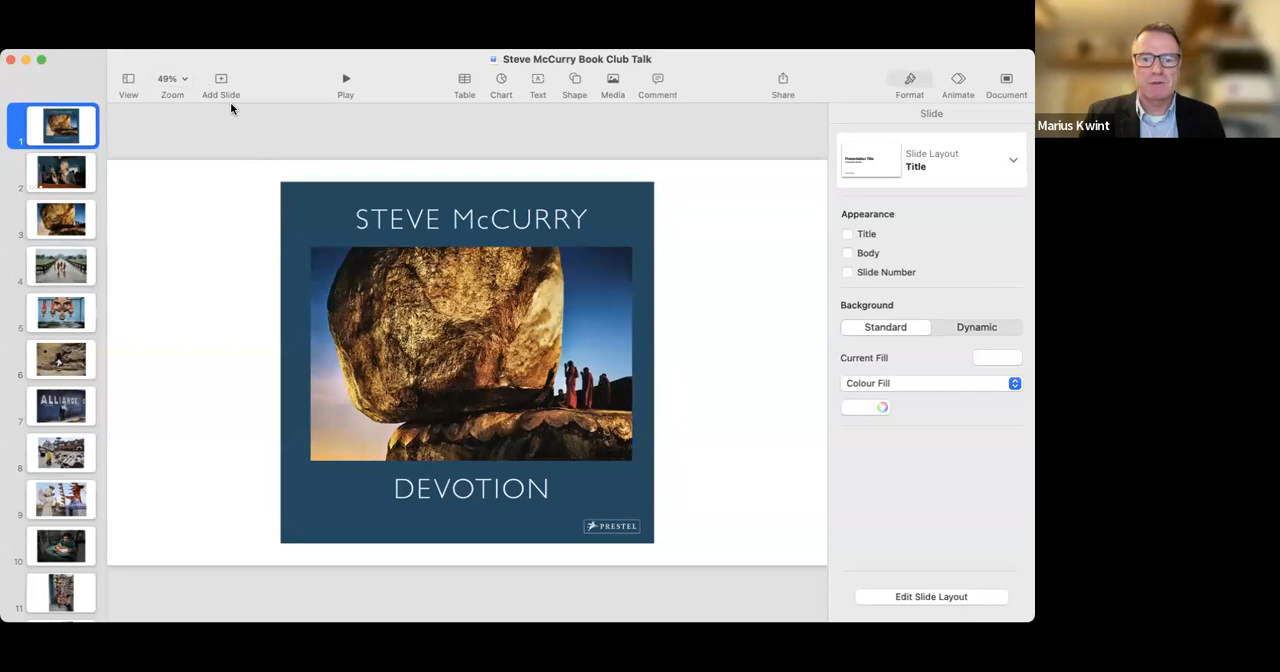 Steve McCurry Book Club Talk
49%
View
Zoom
Add Slide
Play
Table
Chart
Text
Shape
Media
Comment
Share
Format
Animate
Document
1
2
3
4
5
6
7
ALLIANCE
8
9
10
11
STEVE McCURRY
DEVOTION
PRESTEL
Slide
Presentation Title
Slide Layout
Title
Appearance
Title
Body
Slide Number
Background
Standard
Dynamic
Current Fill
Colour Fill
Edit Slide Layout
Marius Kwint